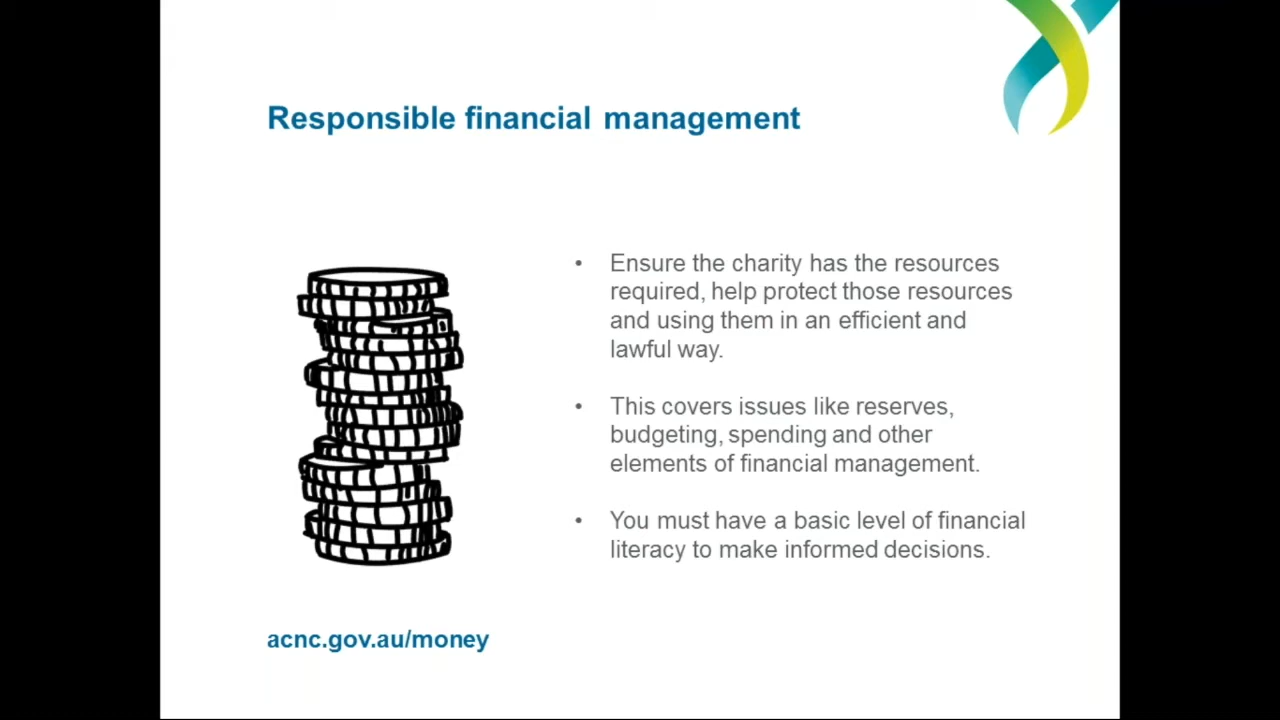 Responsible financial management
• Ensure the charity has the resources
required, help protect those resources
and using them in an efficient and
lawful way.
• This covers issues like reserves,
budgeting, spending and other
elements of financial management.
• You must have a basic level of financial
literacy to make informed decisions.
acnc.gov.au/money